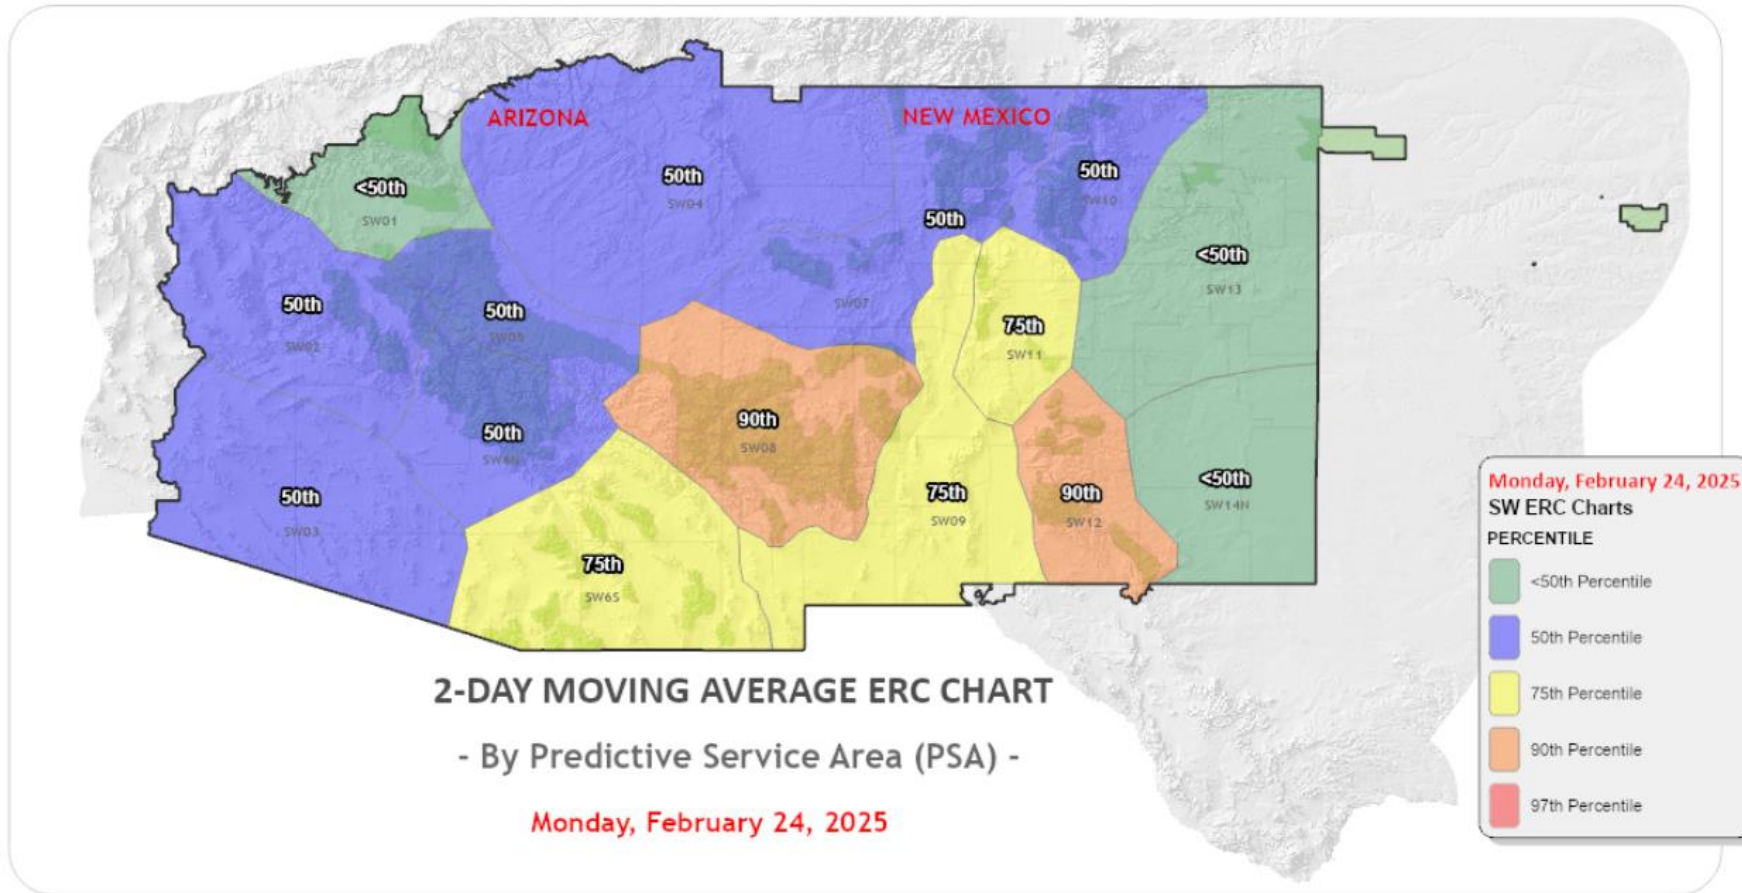 ARIZONA
NEW MEXICO
<50th
SW01
50th
SW04
50th
SW10
50th
<50th
SW13
50th
SW02
50th
SW05
SW07
75th
SW11
90th
SW08
50th
50th
SW03
75th
SW09
90th
SW12
<50th
SW14N
75th
SW6S
2-DAY MOVING AVERAGE ERC CHART
- By Predictive Service Area (PSA) -
Monday, February 24, 2025
Monday, February 24, 2025
SW ERC Charts
PERCENTILE
<50th Percentile
50th Percentile
75th Percentile
90th Percentile
97th Percentile